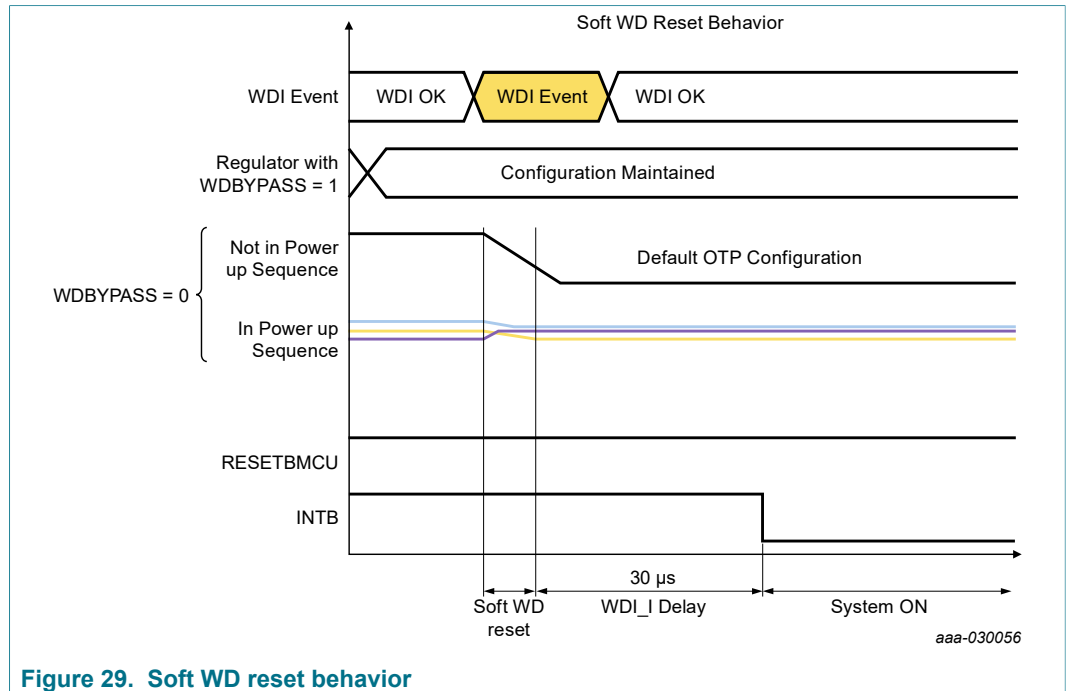 Soft WD Reset Behavior
WDI Event
WDI OK
WDI Event
WDI OK
Regulator with
WDBYPASS = 1
Configuration Maintained
WDBYPASS = 0
Not in Power
up Sequence
Default OTP Configuration
In Power up
Sequence
RESETBMCU
INTB
Soft WD
reset
30 µs
WDI_I Delay
System ON
aaa-030056
Figure 29. Soft WD reset behavior